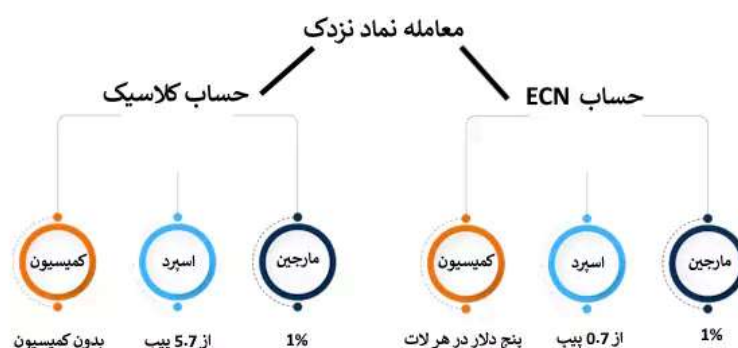 معامله نماد نزدک
حساب ECN
حساب کلاسیک
مارجین
اسپرد
کمیسیون
مارجین
اسپرد
کمیسیون
1%
از 0.7 پیپ
پنج دلار در هر لات
1%
از 5.7 پیپ
بدون کمیسیون